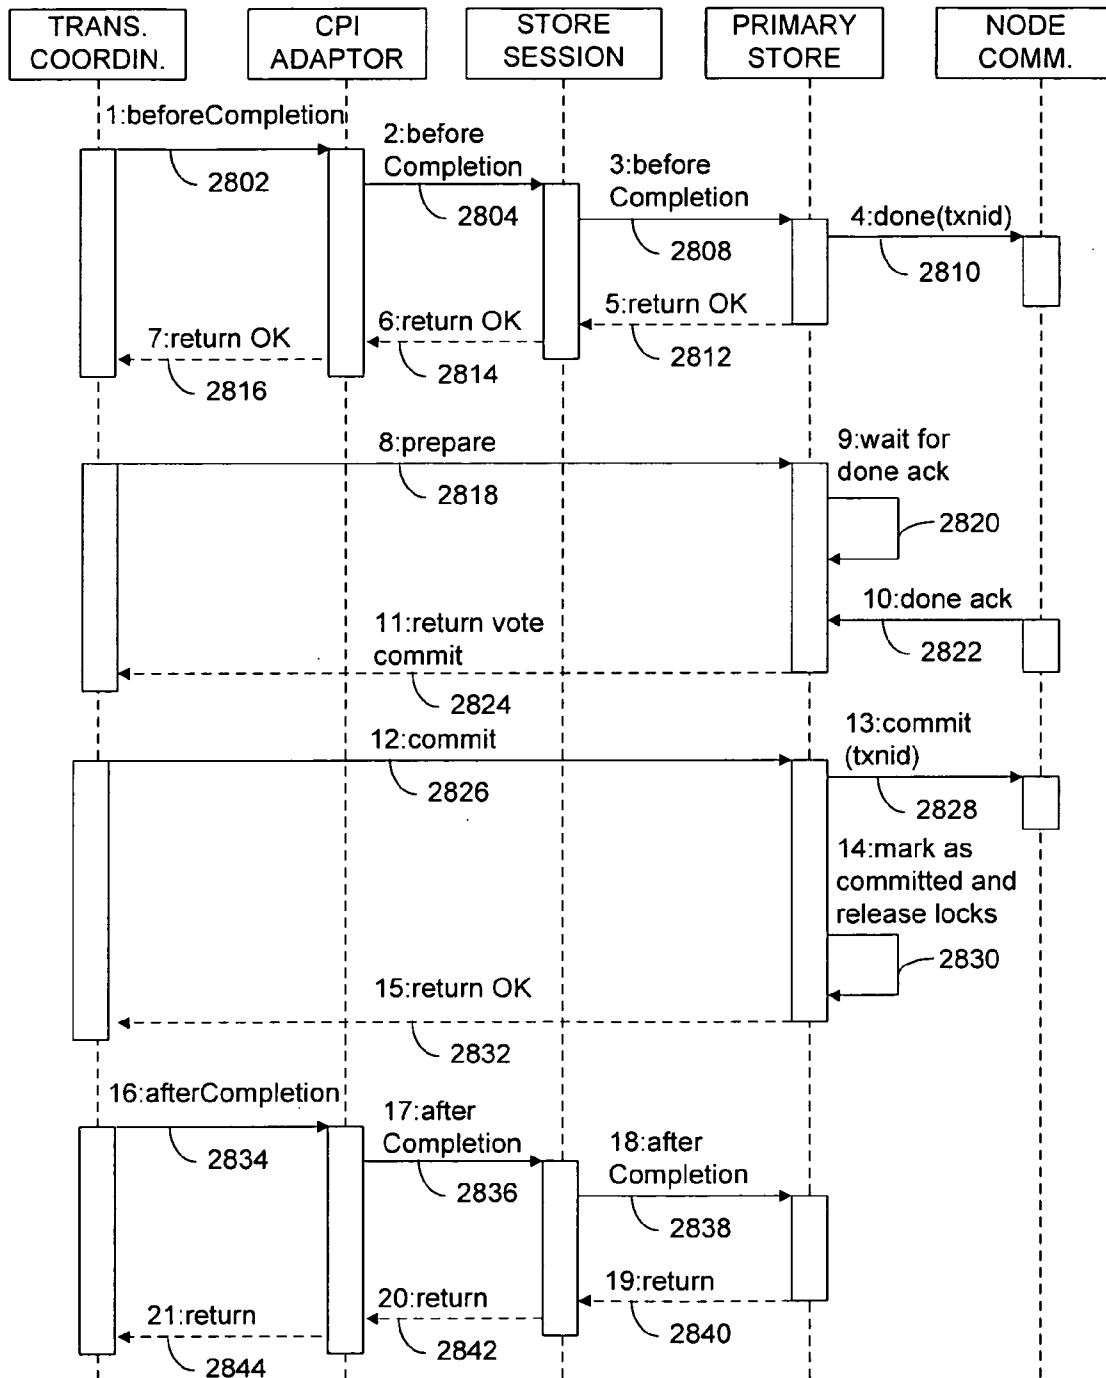 TRANS.
COORDIN.
CPI
ADAPTOR
STORE
SESSION
PRIMARY
STORE
NODE
COMM.
1:beforeCompletion
2802
2:before
Completion
2804
3:before
Completion
2808
4:done(txnid)
2810
5:return OK
2812
6:return OK
2814
7:return OK
2816
8:prepare
2818
9:wait for
done ack
2820
10:done ack
2822
11:return vote
commit
2824
12:commit
2826
13:commit
(txnid)
2828
14:mark as
committed and
release locks
2830
15:return OK
2832
16:afterCompletion
2834
17:after
Completion
2836
18:after
Completion
2838
19:return
2840
20:return
2842
21:return
2844